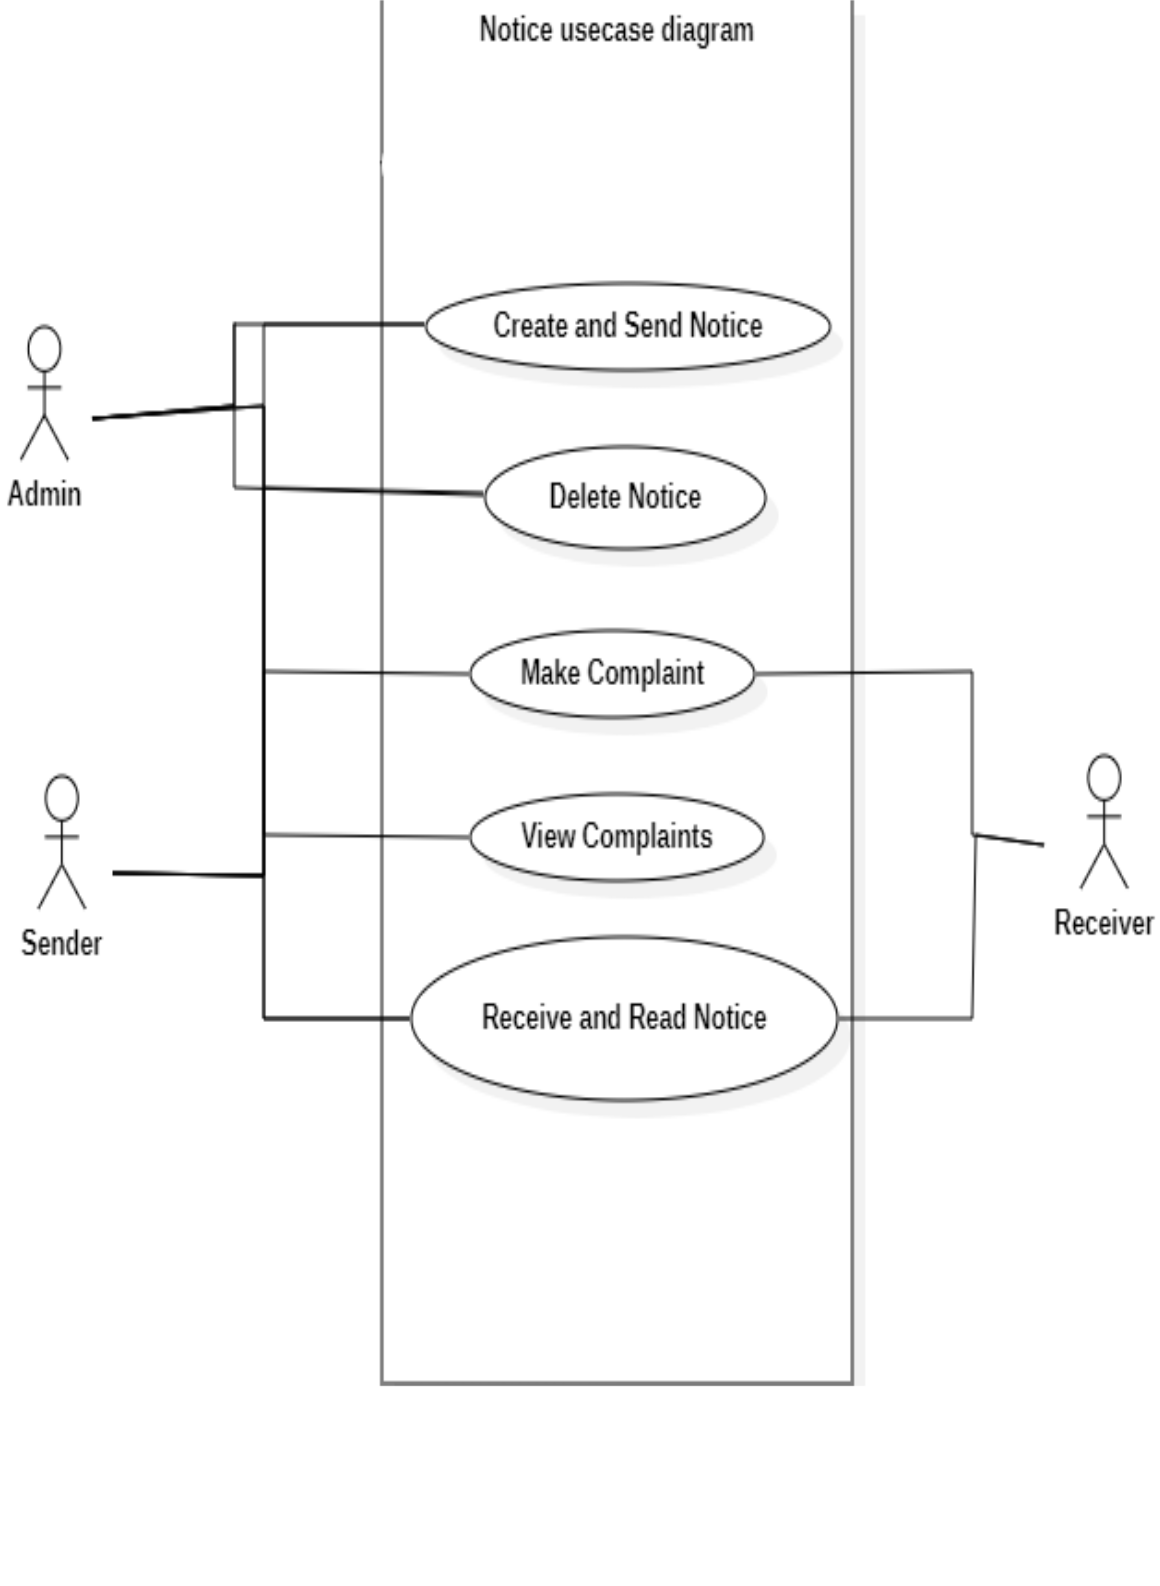 Notice usecase diagram
Create and Send Notice
Admin
Delete Notice
Make Complaint
View Complaints
Sender
Receiver
Receive and Read Notice